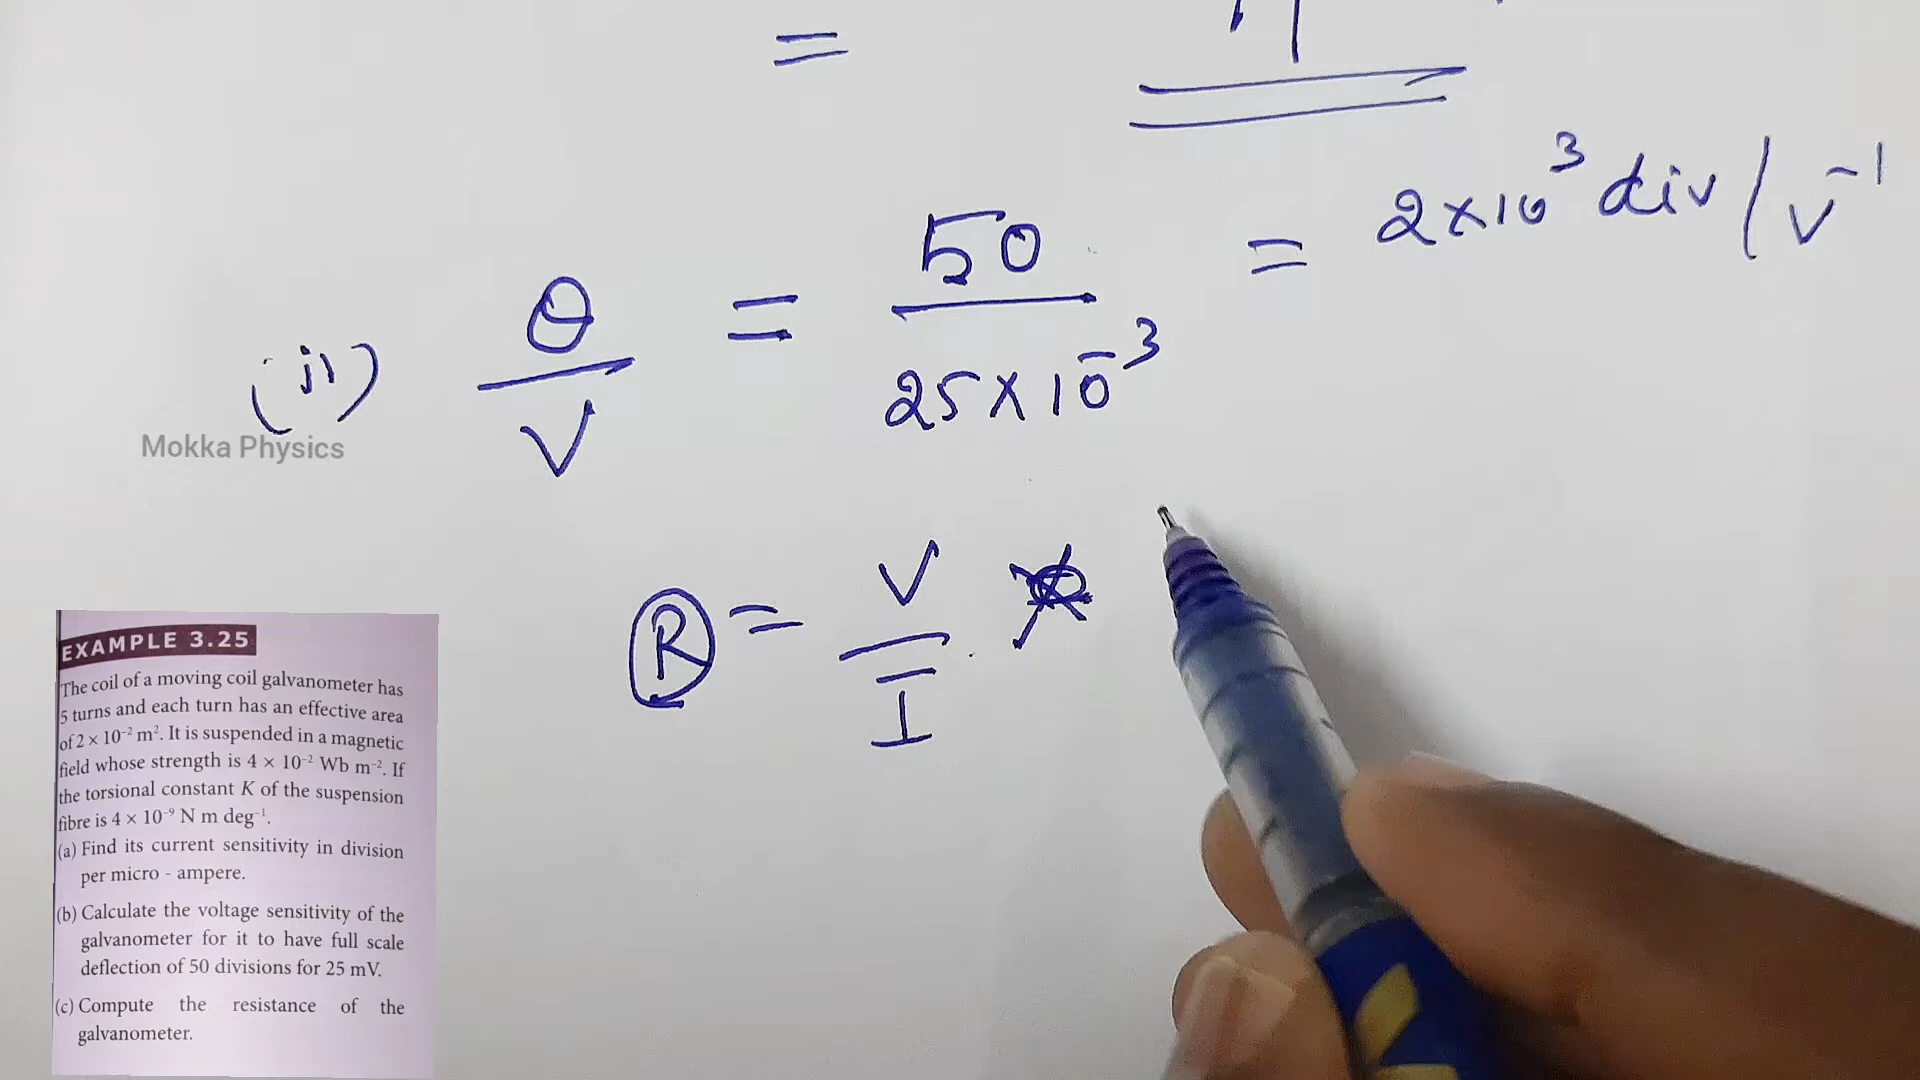 =
2×10³ div / V⁻¹
(ii) θ/V = 50 / 25×10⁻³ =
Mokka Physics
R = V / I
EXAMPLE 3.25
The coil of a moving coil galvanometer has
5 turns and each turn has an effective area
of 2 × 10⁻² m². It is suspended in a magnetic
field whose strength is 4 × 10⁻² Wb m⁻². If
the torsional constant K of the suspension
fibre is 4 × 10⁻⁹ N m deg⁻¹.
(a) Find its current sensitivity in division
per micro - ampere.
(b) Calculate the voltage sensitivity of the
galvanometer for it to have full scale
deflection of 50 divisions for 25 mV.
(c) Compute the resistance of the
galvanometer.